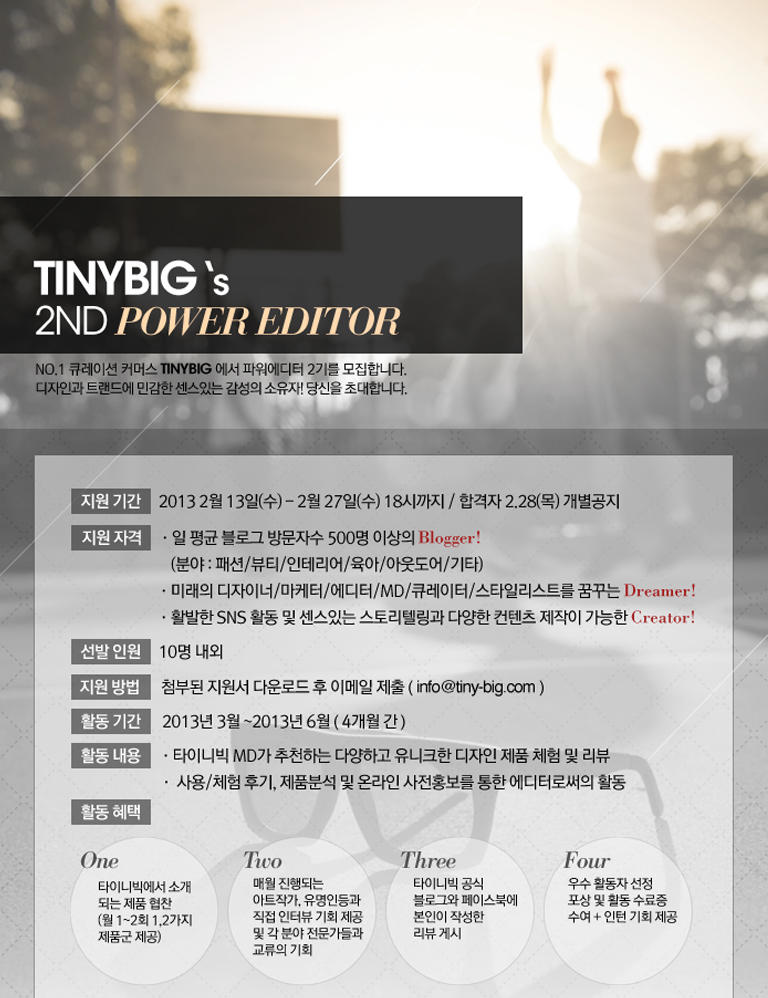 TINYBIG `s
2ND POWER EDITOR
NO.1 큐레이션 커머스 TINYBIG 에서 파워에디터 2기를 모집합니다.
디자인과 트랜드에 민감한 센스있는 감성의 소유자! 당신을 초대합니다.
지원 기간 2013 2월 13일(수) – 2월 27일(수) 18시까지 / 합격자 2.28(목) 개별공지
지원 자격 · 일 평균 블로그 방문자수 500명 이상의 Blogger!
(분야 : 패션/뷰티/인테리어/육아/아웃도어/기타)
· 미래의 디자이너/마케터/에디터/MD/큐레이터/스타일리스트를 꿈꾸는 Dreamer!
· 활발한 SNS 활동 및 센스있는 스토리텔링과 다양한 컨텐츠 제작이 가능한 Creator!
선발 인원 10명 내외
지원 방법 첨부된 지원서 다운로드 후 이메일 제출 ( info@tiny-big.com )
활동 기간 2013년 3월 ~2013년 6월 ( 4개월 간 )
활동 내용 · 타이니빅 MD가 추천하는 다양하고 유니크한 디자인 제품 체험 및 리뷰
· 사용/체험 후기, 제품분석 및 온라인 사전홍보를 통한 에디터로써의 활동
활동 혜택
One
타이니빅에서 소개
되는 제품 협찬
(월 1~2회 1,2가지
제품군 제공)
Two
매월 진행되는
아트작가, 유명인등과
직접 인터뷰 기회 제공
및 각 분야 전문가들과
교류의 기회
Three
타이니빅 공식
블로그와 페이스북에
본인이 작성한
리뷰 게시
Four
우수 활동자 선정
포상 및 활동 수료증
수여 + 인턴 기회 제공